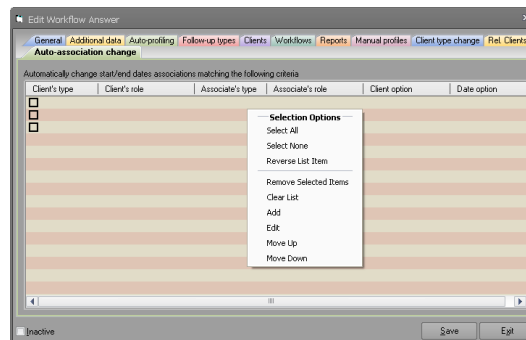 Edit Workflow Answer
General Additional data Auto-profiling Follow-up types Clients Workflows Reports Manual profiles Client type change Rel. Clients
Auto-association change
Automatically change start/end dates associations matching the following criteria
Client's type Client's role Associate's type Associate's role Client option Date option
Selection Options
Select All
Select None
Reverse List Item
Remove Selected Items
Clear List
Add
Edit
Move Up
Move Down
Inactive Save Exit